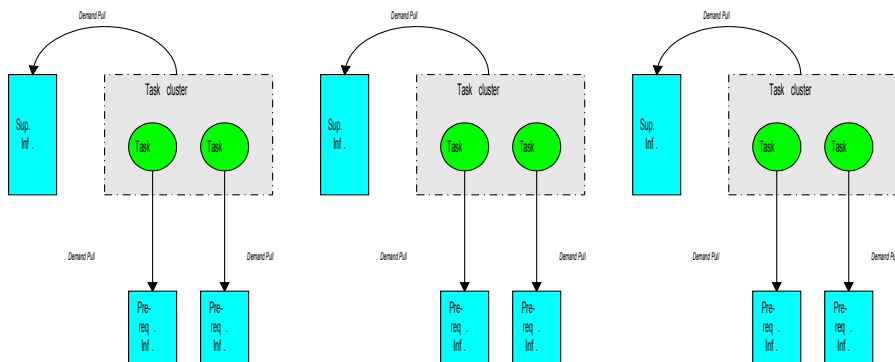 Demand Pull
Demand Pull
Demand Pull
Task cluster
Task cluster
Task cluster
Sup.
Inf .
Sup.
Inf .
Sup.
Inf .
Task
Task
Task
Task
Task
Task
Demand Pull
Demand Pull
Demand Pull
Demand Pull
Demand Pull
Demand Pull
Pre-
req .
Inf .
Pre-
req .
Inf .
Pre-
req .
Inf .
Pre-
req .
Inf .
Pre-
req .
Inf .
Pre-
req .
Inf .